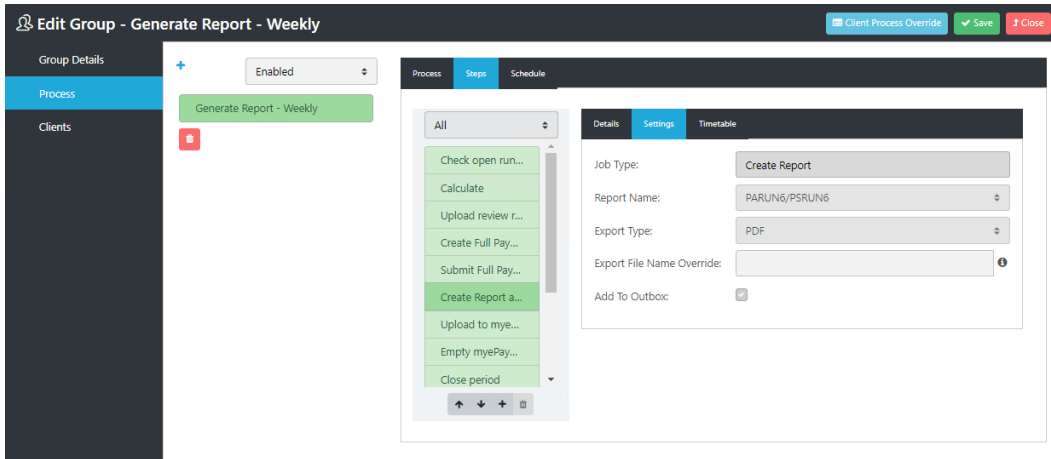 Edit Group - Generate Report - Weekly
Client Process Override
Save
Close
Group Details
Process
Clients
Enabled
Generate Report - Weekly
Process
Steps
Schedule
All
Check open run...
Calculate
Upload review r...
Create Full Pay...
Submit Full Pay...
Create Report a...
Upload to mye...
Empty myePay...
Close period
Details
Settings
Timetable
Job Type:
Create Report
Report Name:
PARUN6/PSRUN6
Export Type:
PDF
Export File Name Override:
Add To Outbox: